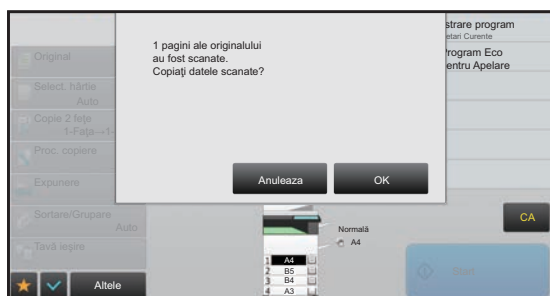 1 pagini ale originalului
au fost scanate.
Copiaţi datele scanate?
Anuleaza
OK
strare program
etari Curente
Program Eco
entru Apelare
Original
Select. hârtie
Auto
Copie 2 feţe
1-Faţa→1-
Proc. copiere
Expunere
Sortare/Grupare
Auto
Tavă ieşire
Altele
Normală
A4
1 A4
2 B5
3 B4
4 A3
CA
Start